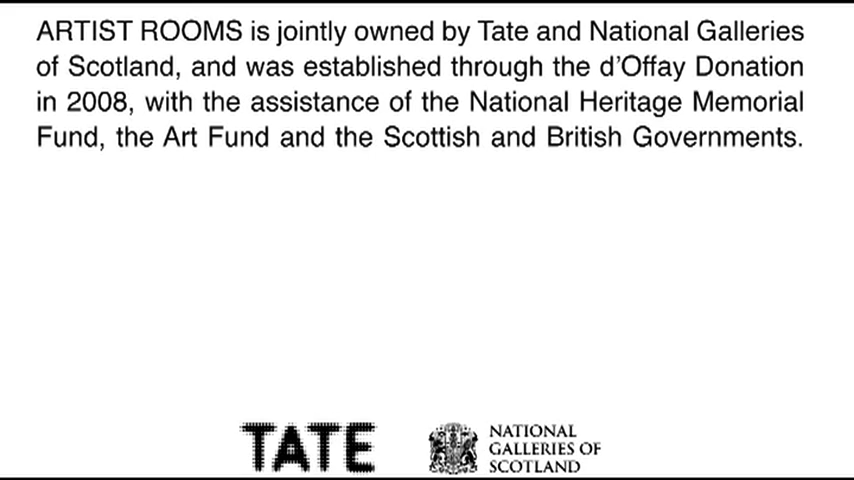 ARTIST ROOMS is jointly owned by Tate and National Galleries
of Scotland, and was established through the d'Offay Donation
in 2008, with the assistance of the National Heritage Memorial
Fund, the Art Fund and the Scottish and British Governments.
TATE
NATIONAL
GALLERIES OF
SCOTLAND